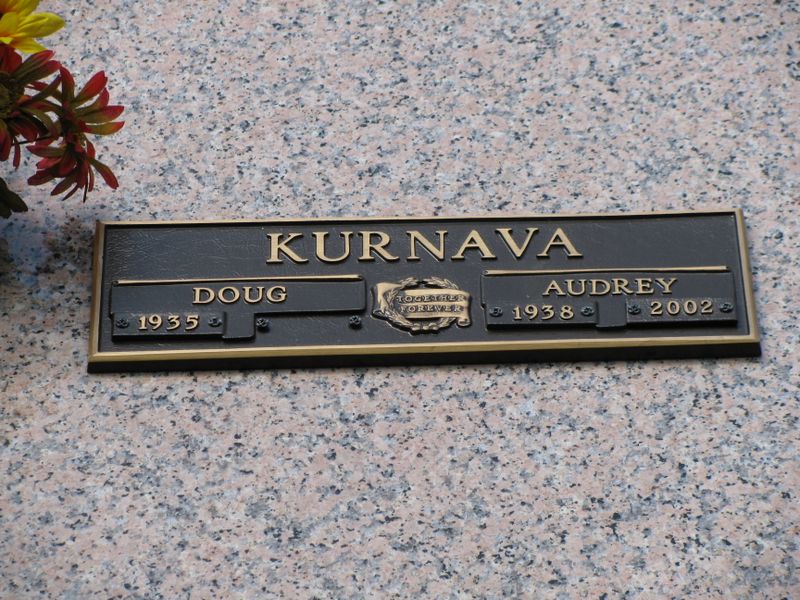 KURNAVA
DOUG
1935
TOGETHER
FOREVER
AUDREY
1938 2002